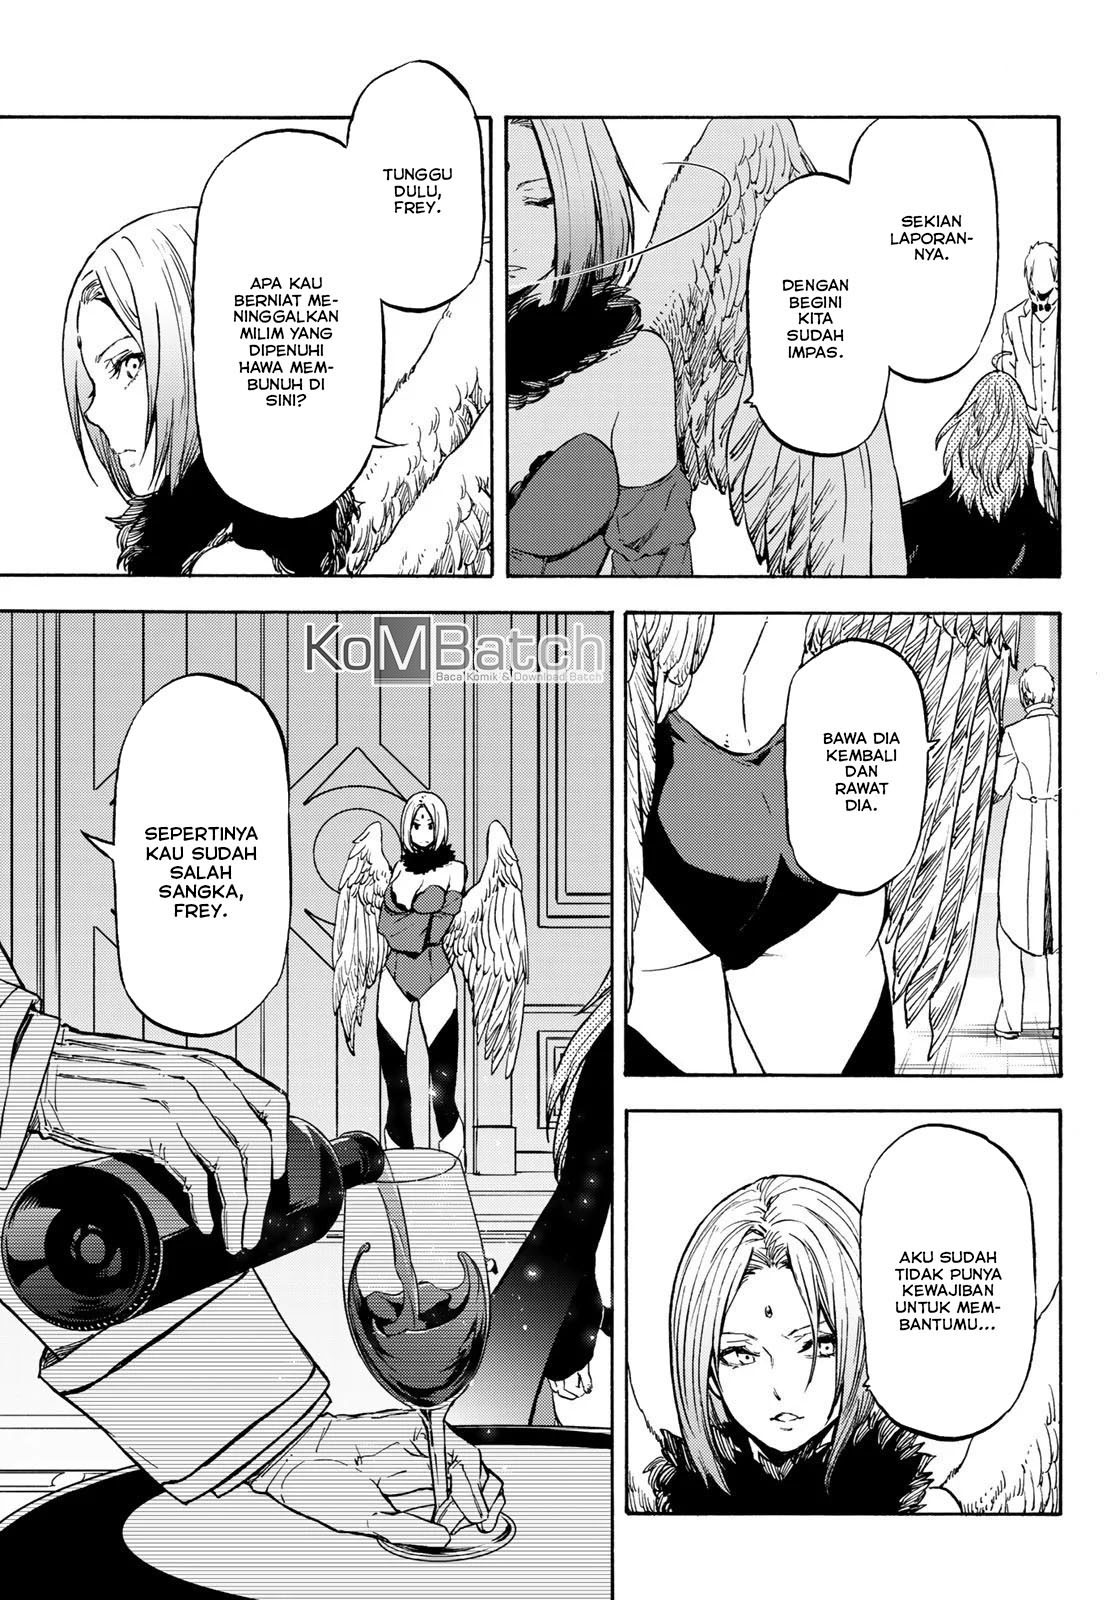 SEKIAN
LAPORAN-
NYA.
DENGAN
BEGINI
KITA
SUDAH
IMPAS.
TUNGGU
DULU,
FREY.
APA KAU
BERNIAT ME-
NINGGALKAN
MILIM YANG
DIPENUHI
HAWA MEM-
BUNUH DI
SINI?
BAWA DIA
KEMBALI
DAN
RAWAT
DIA.
AKU SUDAH
TIDAK PUNYA
KEWAJIBAN
UNTUK MEM-
BANTUMU...
KoMBatch
Baca Komik & Download Batch
SEPERTINYA
KAU SUDAH
SALAH
SANGKA,
FREY.